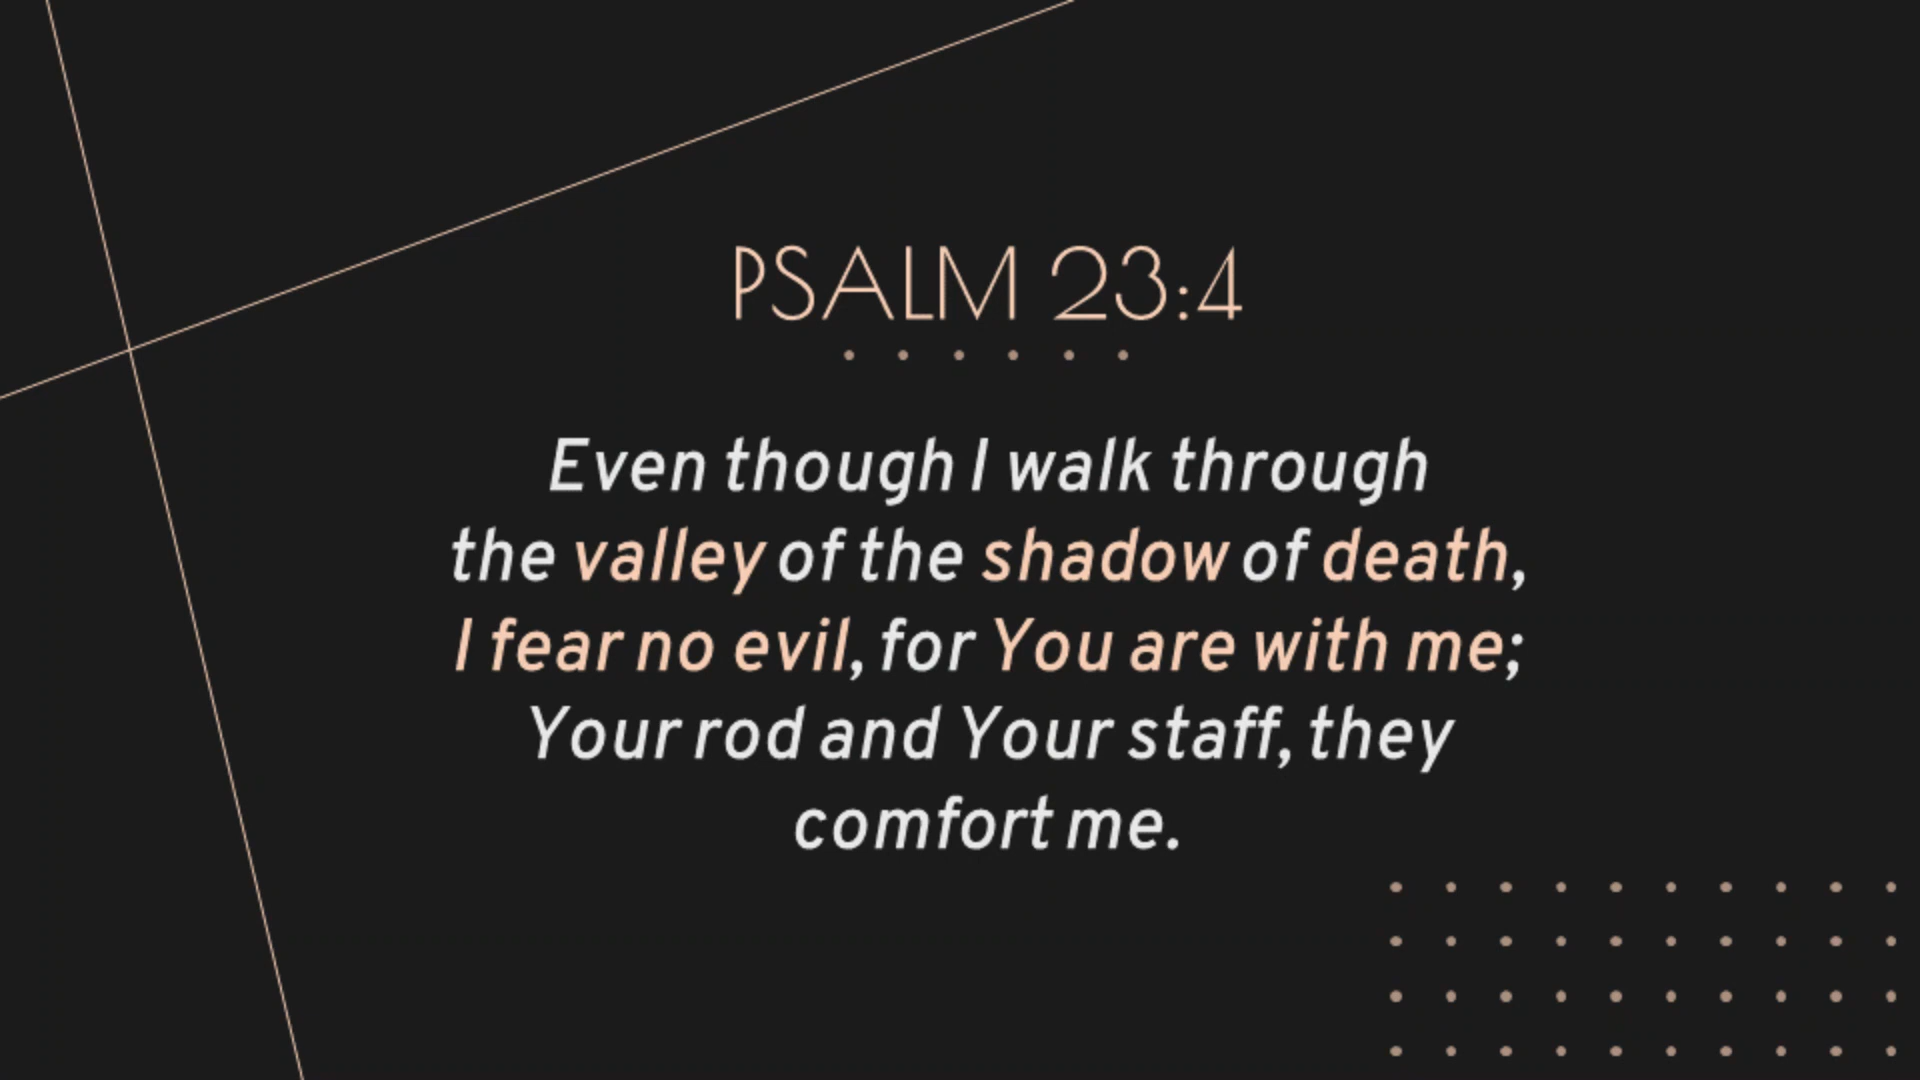 PSALM 23:4
Even though I walk through
the valley of the shadow of death,
I fear no evil, for You are with me;
Your rod and Your staff, they
comfort me.